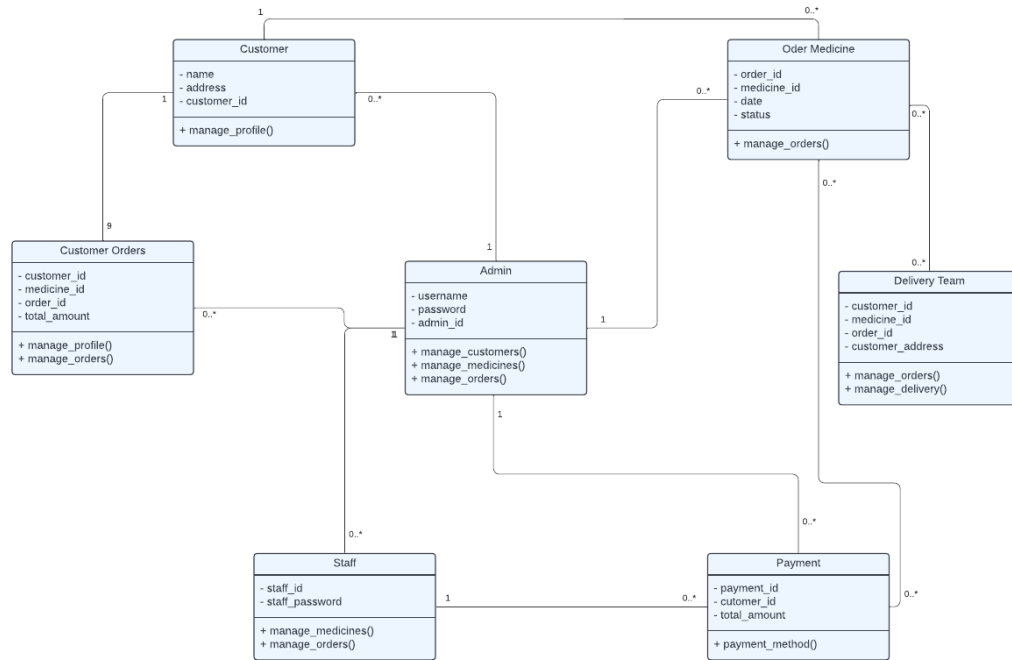 1
0..*
Customer
- name
- address
- customer_id
+ manage_profile()
Oder Medicine
- order_id
- medicine_id
- date
- status
+ manage_orders()
1
0..*
0..*
0..*
0..*
9
1
0..*
Customer Orders
- customer_id
- medicine_id
- order_id
- total_amount
+ manage_profile()
+ manage_orders()
0..*
Admin
- username
- password
- admin_id
+ manage_customers()
+ manage_medicines()
+ manage_orders()
1
1
1
1
Delivery Team
- customer_id
- medicine_id
- order_id
- customer_address
+ manage_orders()
+ manage_delivery()
0..*
0..*
Staff
- staff_id
- staff_password
+ manage_medicines()
+ manage_orders()
1
0..*
Payment
- payment_id
- cutomer_id
- total_amount
+ payment_method()
0..*